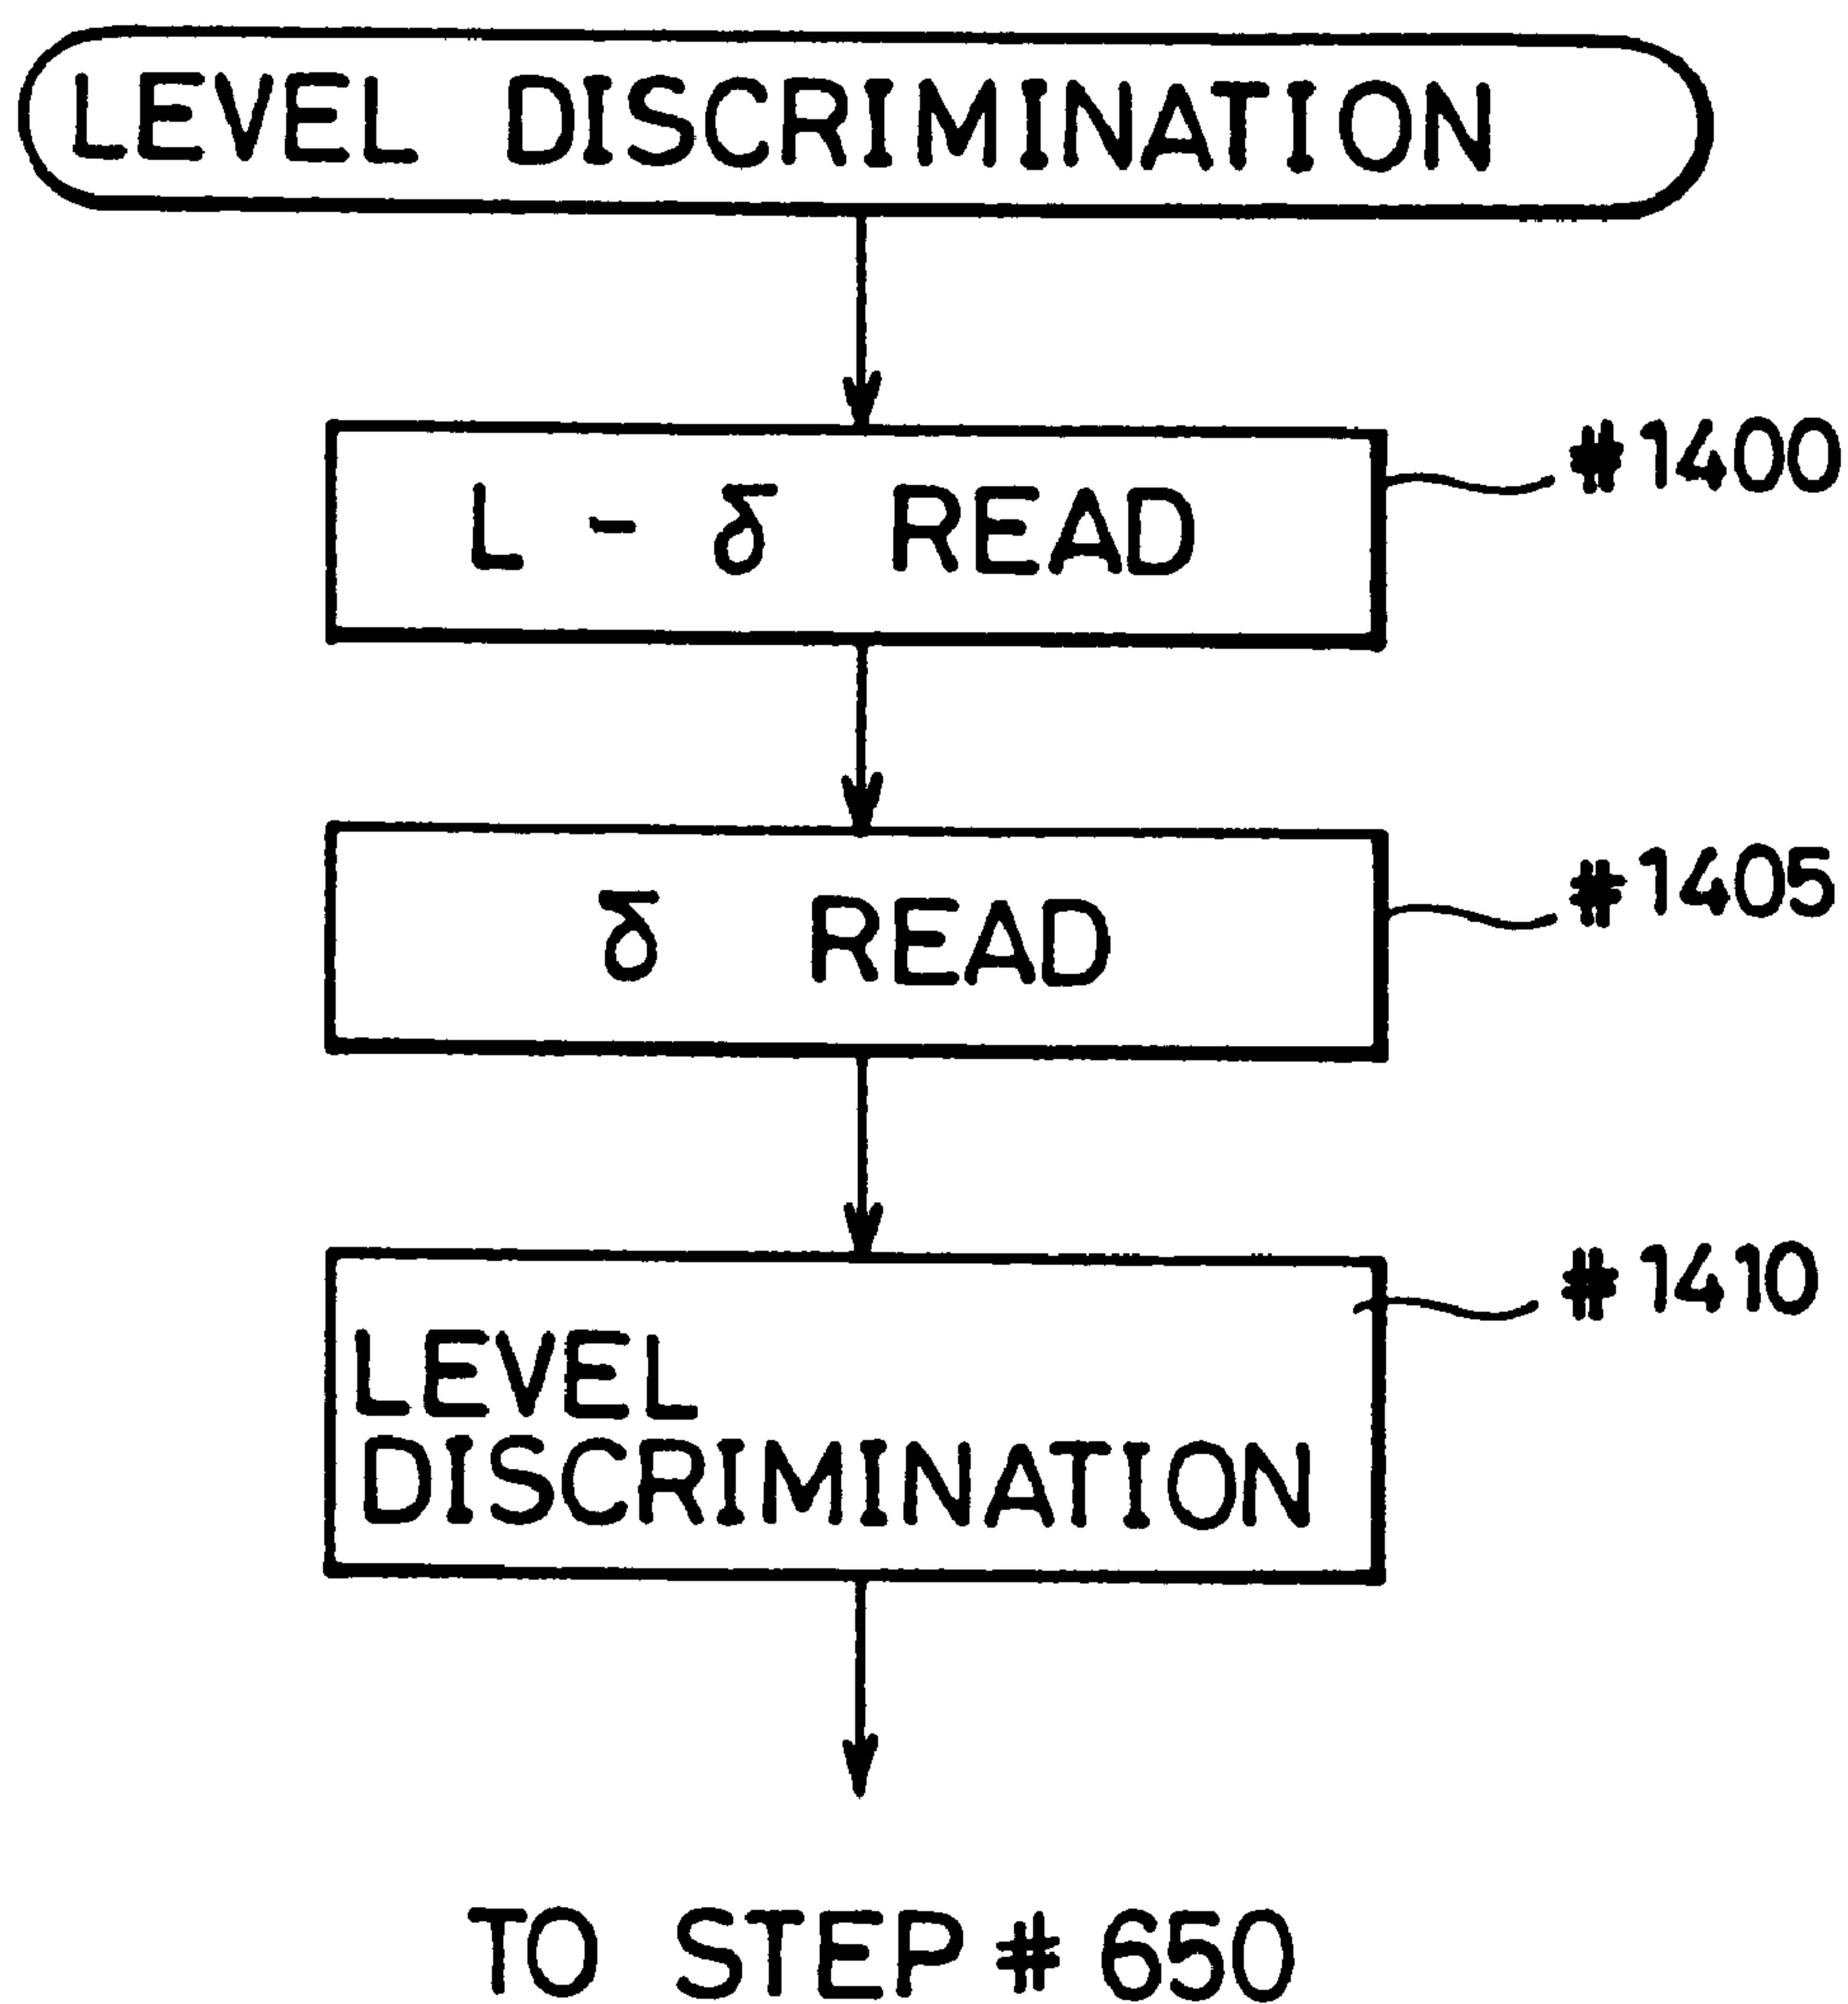 LEVEL DISCRIMINATION
L - δ READ
#1400
δ READ
#1405
#1410
LEVEL
DISCRIMINATION
TO STEP # 650